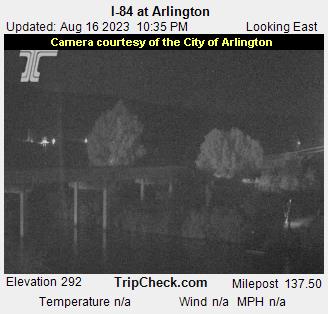 I-84 at Arlington
Updated: Aug 16 2023 10:35 PM Looking East
Camera courtesy of the City of Arlington
Elevation 292 TripCheck.com Milepost 137.50
Temperature n/a Wind n/a MPH n/a